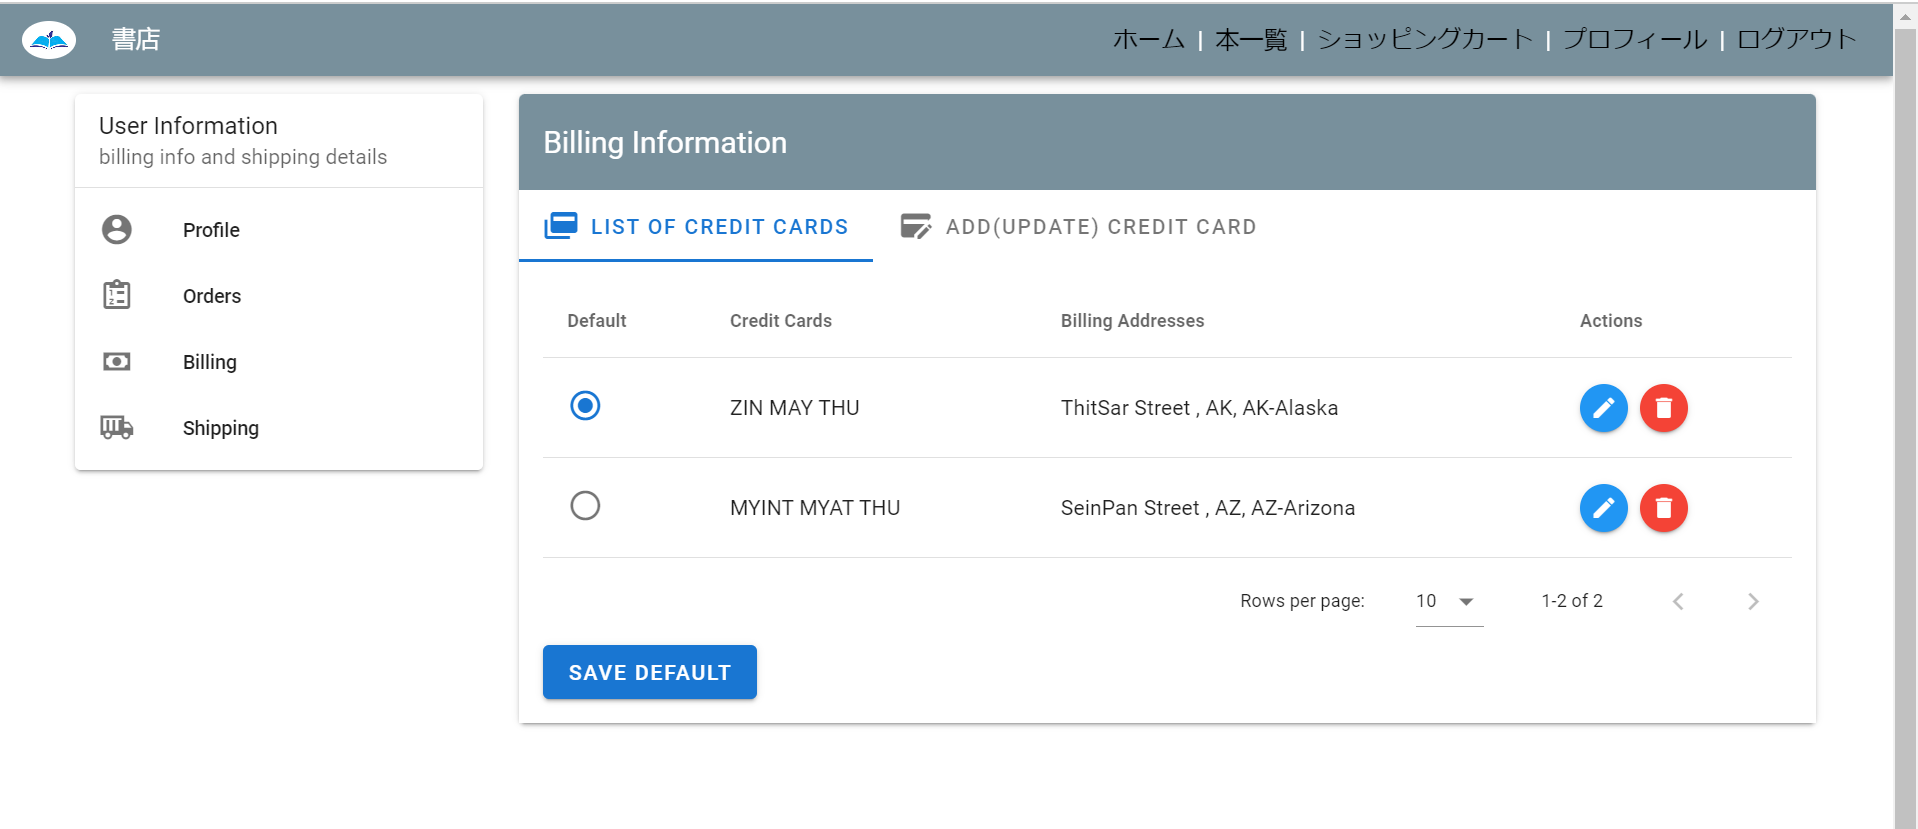 書店
ホーム | 本一覧 | ショッピングカート | プロフィール | ログアウト
User Information
billing info and shipping details
Profile
Orders
Billing
Shipping
Billing Information
LIST OF CREDIT CARDS
ADD(UPDATE) CREDIT CARD
Default Credit Cards Billing Addresses Actions
ZIN MAY THU ThitSar Street , AK, AK-Alaska
MYINT MYAT THU SeinPan Street , AZ, AZ-Arizona
Rows per page: 10 1-2 of 2
SAVE DEFAULT